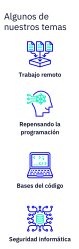 Algunos de
nuestros temas
Trabajo remoto
Repensando la
programación
Bases del código
Seguridad informática